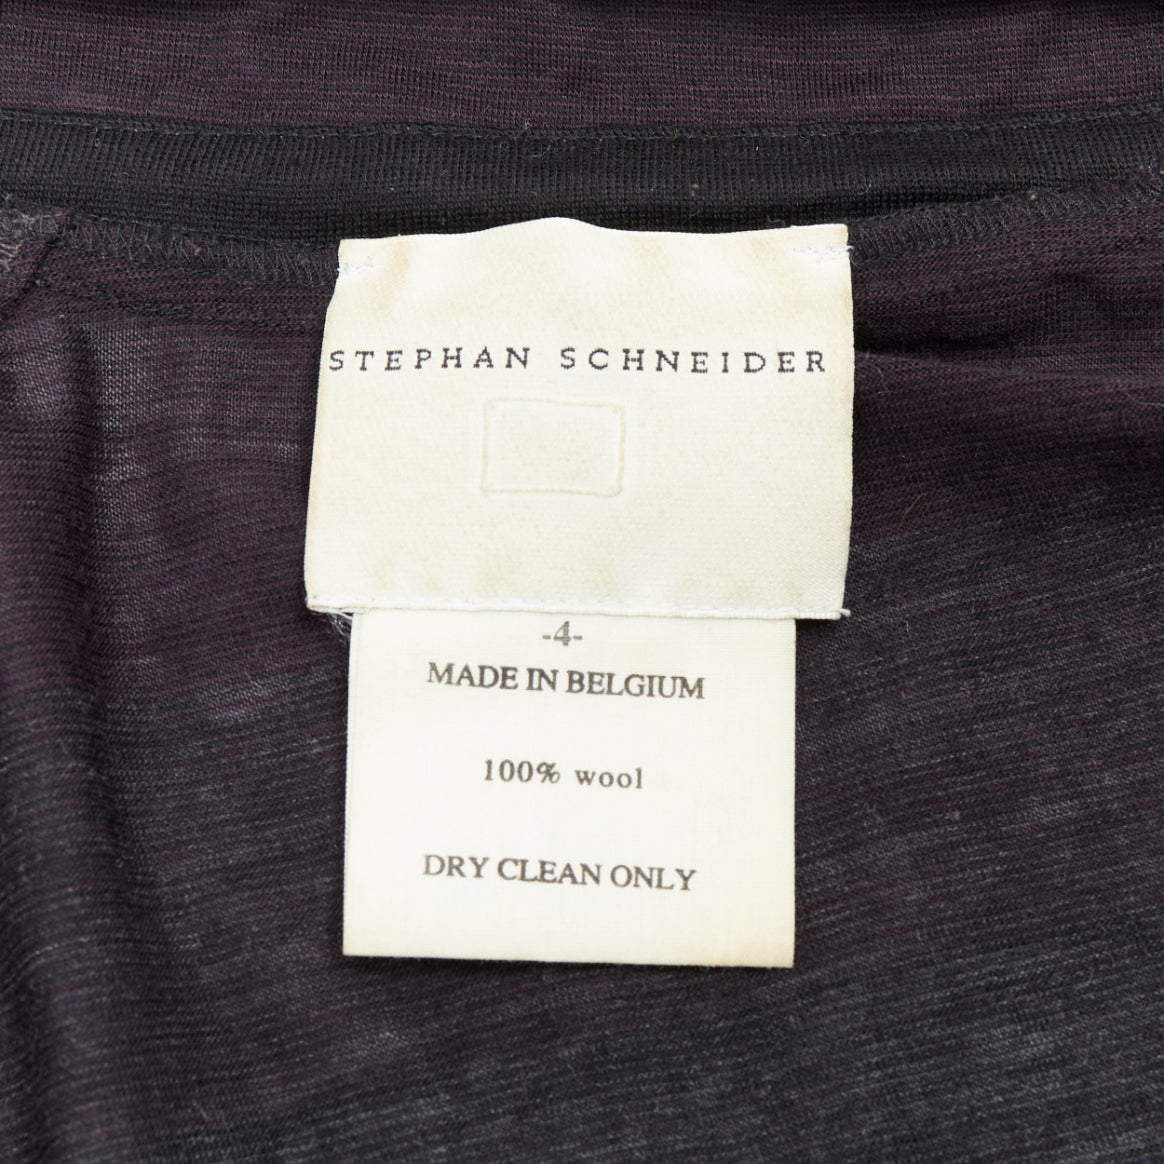 STEPHAN SCHNEIDER
-4-
MADE IN BELGIUM
100% wool
DRY CLEAN ONLY